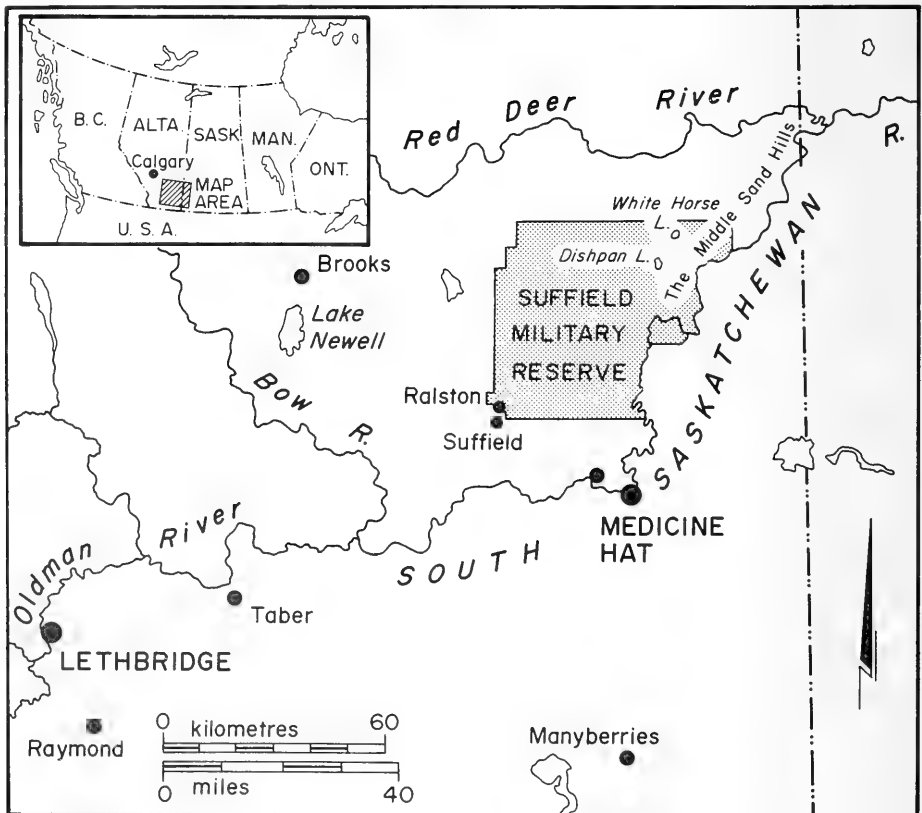 B.C.
ALTA.
SASK.
MAN.
ONT.
Calgary
MAP
AREA
U.S.A.
Red Deer River
R.
The Middle Sand Hills
White Horse
L.
Dishpan L.
SUFFIELD
MILITARY
RESERVE
Brooks
Lake
Newell
Bow R.
Ralston
Suffield
SOUTH SASKATCHEWAN
MEDICINE
HAT
Oldman River
Taber
LETHBRIDGE
Raymond
Manyberries
0 kilometres 60
0 miles 40